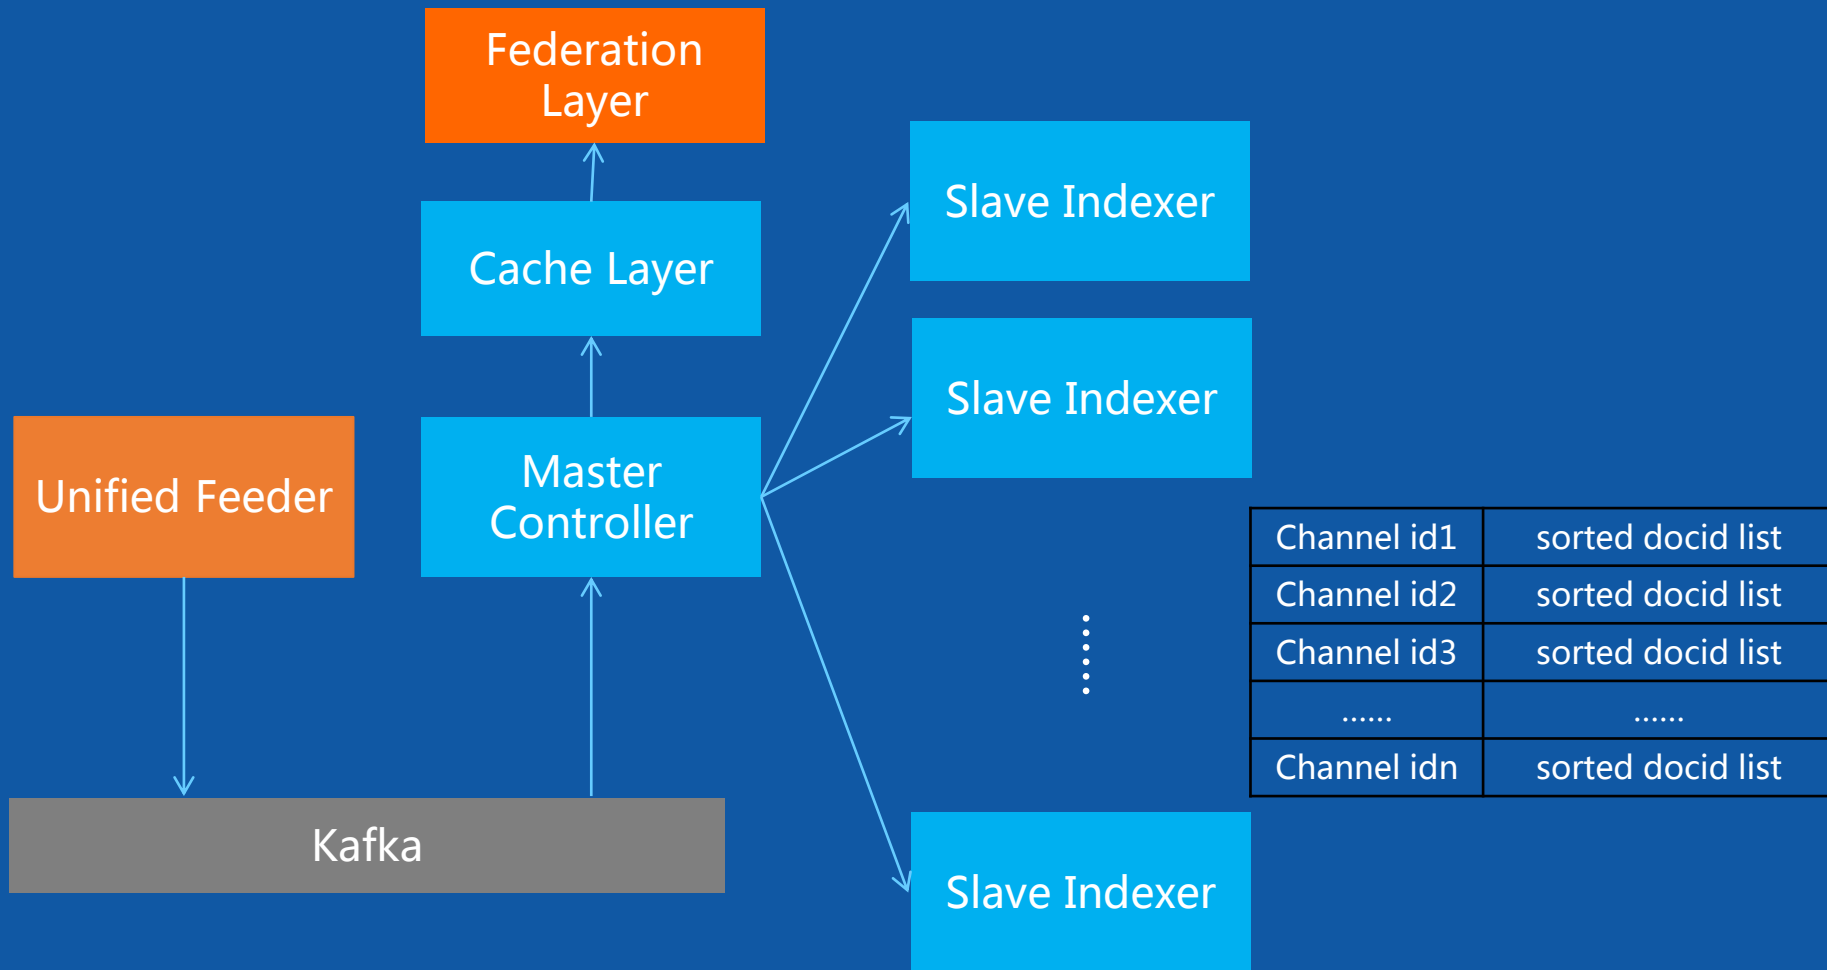 Federation
Layer
Cache Layer
Unified Feeder
Master
Controller
Kafka
Slave Indexer
Slave Indexer
Slave Indexer
Channel id1 sorted docid list
Channel id2 sorted docid list
Channel id3 sorted docid list
...... ......
Channel idn sorted docid list